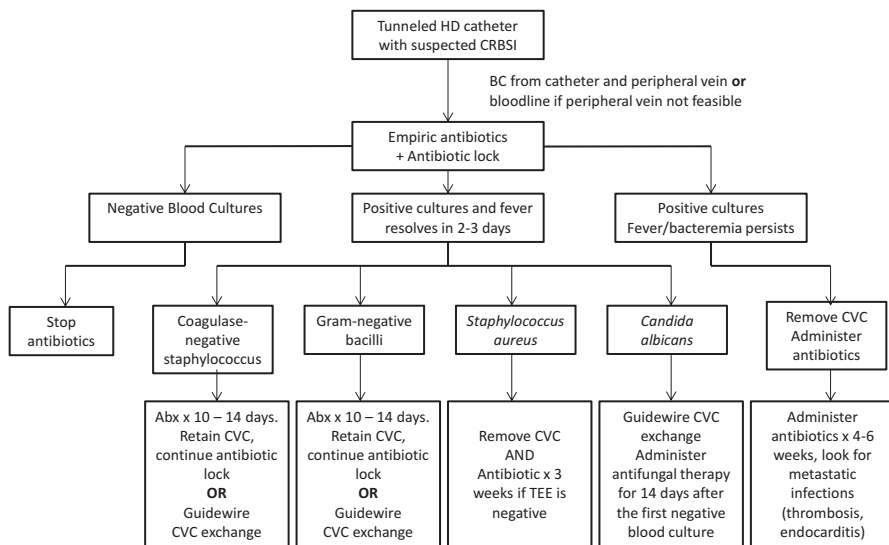 Tunneled HD catheter
with suspected CRBSI
BC from catheter and peripheral vein or
bloodline if peripheral vein not feasible
Empiric antibiotics
+ Antibiotic lock
Negative Blood Cultures
Positive cultures and fever
resolves in 2-3 days
Positive cultures
Fever/bacteremia persists
Stop
antibiotics
Coagulase-
negative
staphylococcus
Gram-negative
bacilli
Staphylococcus
aureus
Candida
albicans
Remove CVC
Administer
antibiotics
Abx x 10 – 14 days.
Retain CVC,
continue antibiotic
lock
OR
Guidewire
CVC exchange
Abx x 10 – 14 days.
Retain CVC,
continue antibiotic
lock
OR
Guidewire
CVC exchange
Remove CVC
AND
Antibiotic x 3
weeks if TEE is
negative
Guidewire CVC
exchange
Administer
antifungal therapy
for 14 days after
the first negative
blood culture
Administer
antibiotics x 4-6
weeks, look for
metastatic
infections
(thrombosis,
endocarditis)